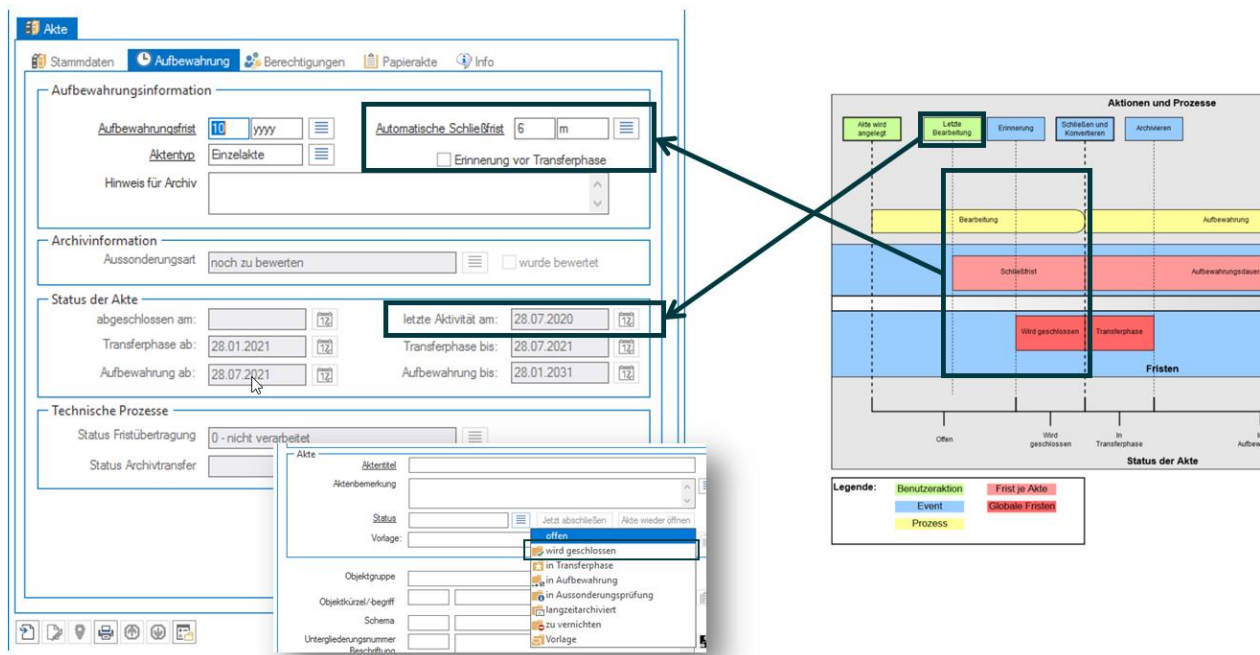 Akte
Stammdaten Aufbewahrung Berechtigungen Papierakte Info
Aufbewahrungsinformation
Aufbewahrungsfrist 10 yyyy Automatische Schließfrist 6 m
Aktentyp Einzelakte Erinnerung vor Transferphase
Hinweis für Archiv
Archivinformation
Aussonderungsart noch zu bewerten wurde bewertet
Status der Akte
abgeschlossen am: 12 letzte Aktivität am: 28.07.2020 12
Transferphase ab: 28.01.2021 12 Transferphase bis: 28.07.2021 12
Aufbewahrung ab: 28.07.2021 12 Aufbewahrung bis: 28.01.2031 12
Technische Prozesse
Status Fristübertragung 0 - nicht verarbeitet
Status Archivtransfer
Akte
Aktentitel
Aktenbemerkung
Status Jetzt abschließen Akte wieder öffnen
Vorlage:
offen
wird geschlossen
in Transferphase
in Aufbewahrung
in Aussonderungsprüfung
langzeitarchiviert
zu vernichten
Vorlage
Objektgruppe
Objektkürzel/-begriff
Schema
Untergliederungsnummer
Beschriftung
Aktionen und Prozesse
Akte wird
angelegt
Letzte
Bearbeitung
Erinnerung
Schließen und
Konvertieren
Archivieren
Bearbeitung Aufbewahrung
Schließfrist Aufbewahrungsdauer
Wird geschlossen Transferphase
Fristen
Offen
Wird
geschlossen
In
Transferphase
Status der Akte
Legende:
Benutzeraktion Frist je Akte
Event Globale Fristen
Prozess